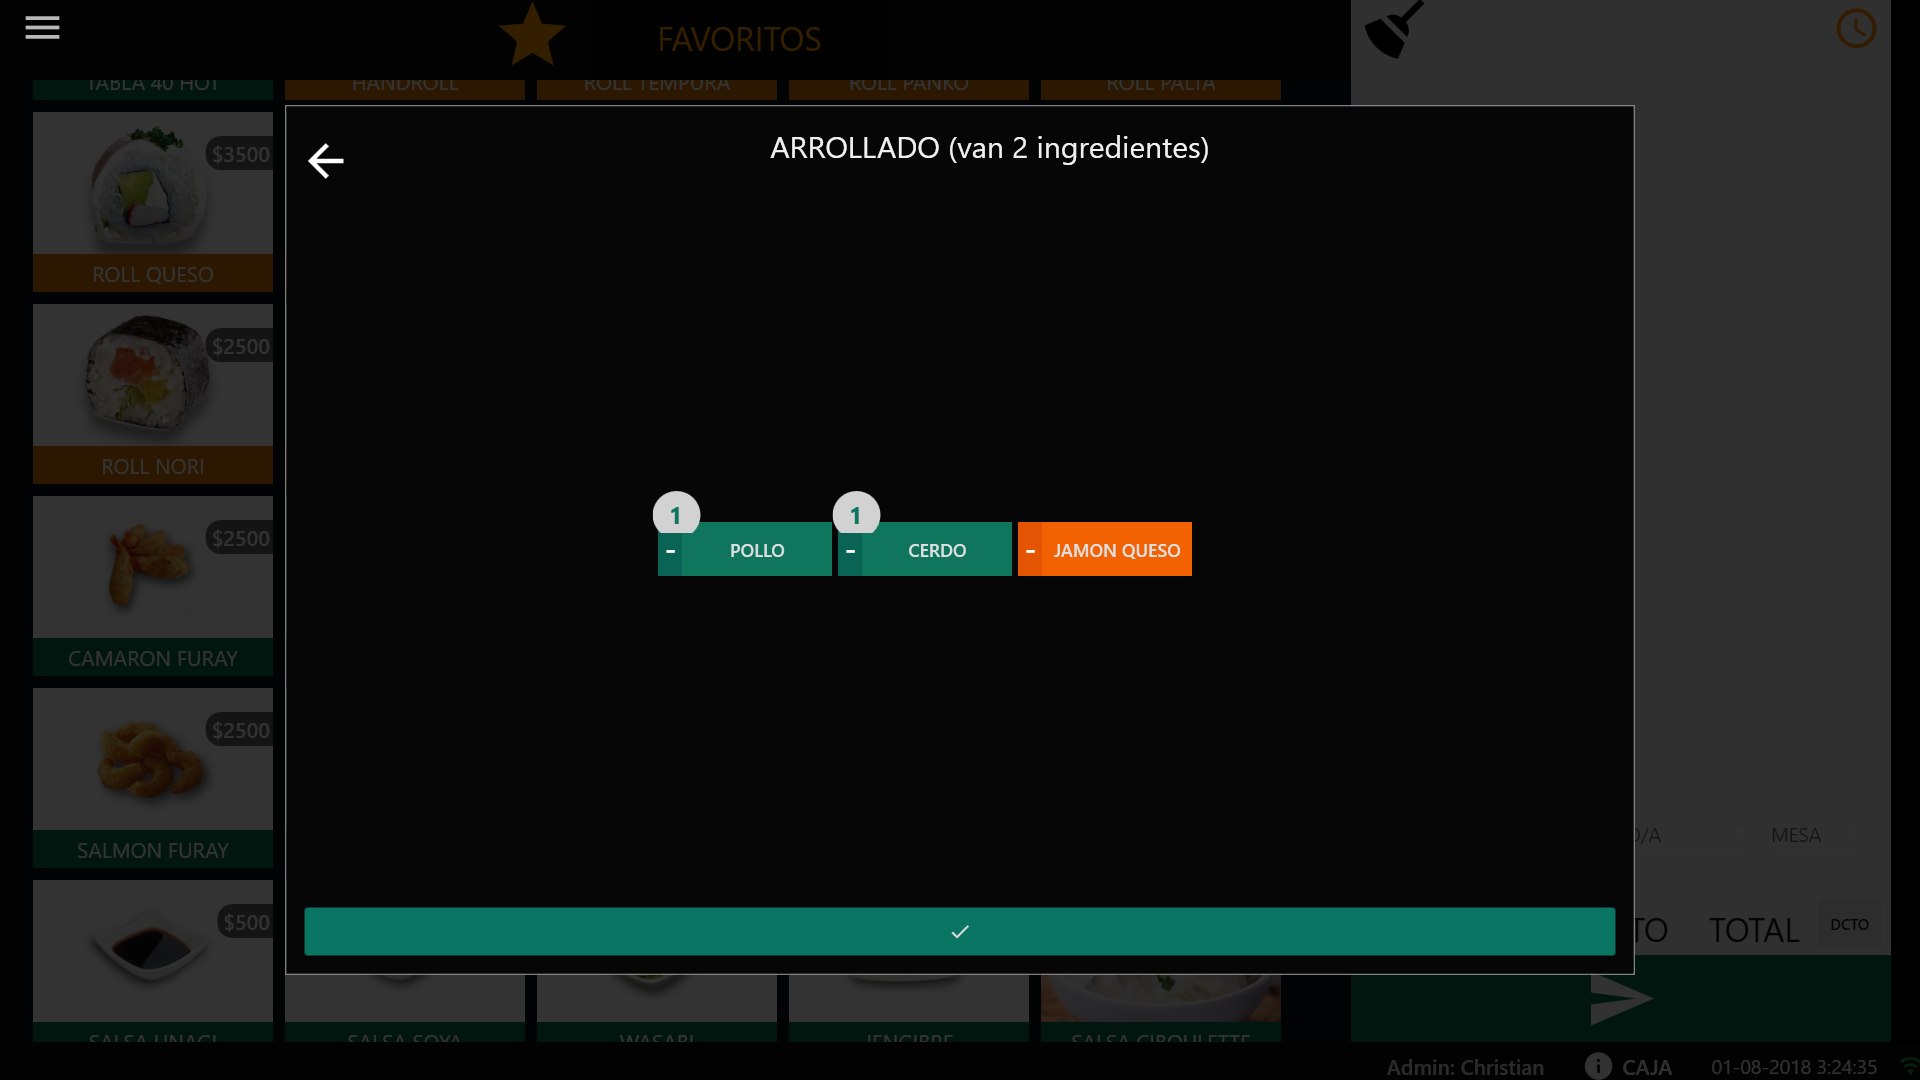 FAVORITOS
TABLA 40 HOT
HANDROLL
ROLL TEMPURA
ROLL PANKO
ROLL PALTA
ARROLLADO (van 2 ingredientes)
$3500
ROLL QUESO
$2500
ROLL NORI
$2500
CAMARON FURAY
1
1
- POLLO
- CERDO
- JAMON QUESO
$2500
SALMON FURAY
O/A
MESA
$500
TO
TOTAL
DCTO
SALSA UNAGI
SALSA SOYA
WASABI
JENGIBRE
SALSA CIBOULETTE
Admin: Christian
CAJA
01-08-2018 3:24:35